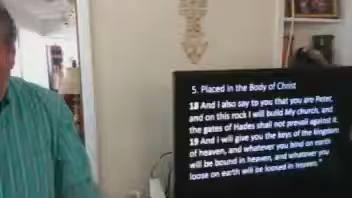 5. Placed in the Body of Christ
18 And I also say to you that you are Peter,
and on this rock I will build My church, and
the gates of Hades shall not prevail against it.
19 And I will give you the keys of the kingdom
of heaven, and whatever you bind on earth
will be bound in heaven, and whatever you
loose on earth will be loosed in heaven."